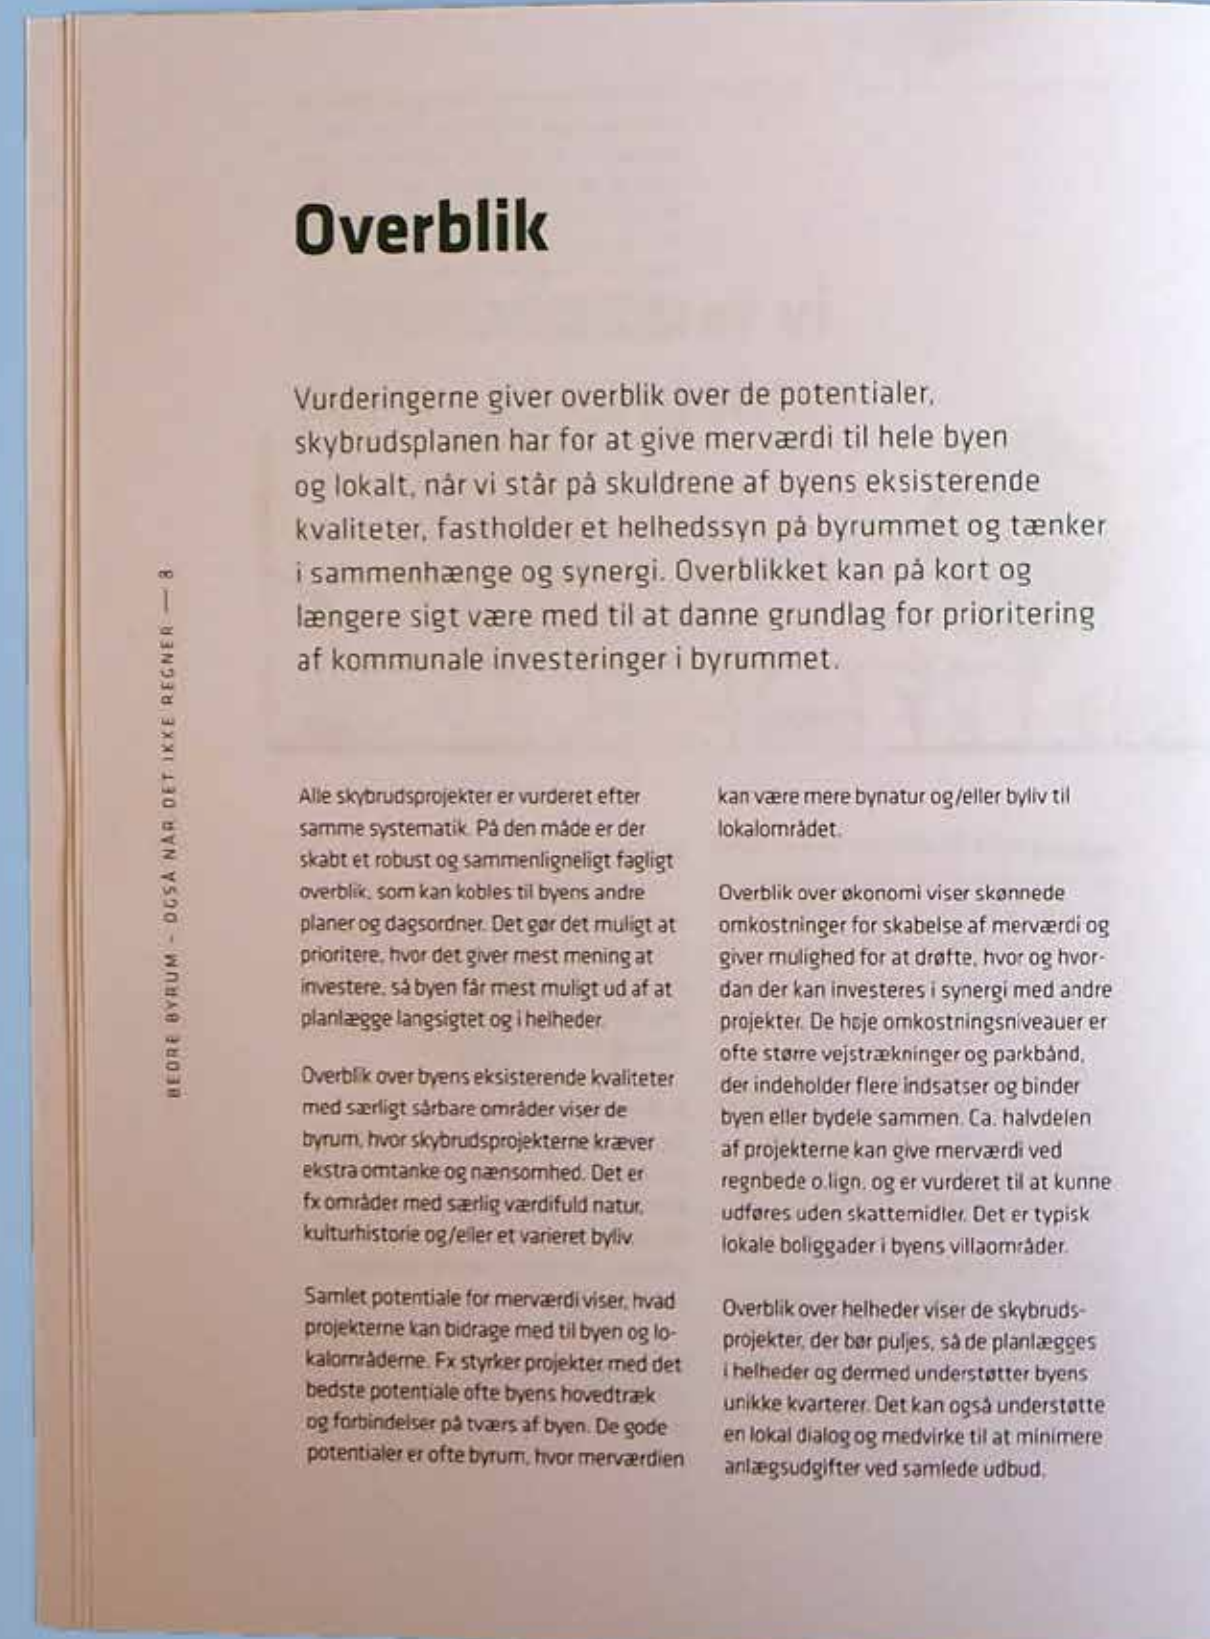 Overblik
Vurderingerne giver overblik over de potentialer,
skybrudsplanen har for at give merværdi til hele byen
og lokalt, når vi står på skuldrene af byens eksisterende
kvaliteter, fastholder et helhedssyn på byrummet og tænker
i sammenhænge og synergi. Overblikket kan på kort og
længere sigt være med til at danne grundlag for prioritering
af kommunale investeringer i byrummet.
BEDRE BYRUM - OGSÅ NÅR DET IKKE REGNER — 8
Alle skybrudsprojekter er vurderet efter
samme systematik. På den måde er der
skabt et robust og sammenligneligt fagligt
overblik, som kan kobles til byens andre
planer og dagsordner. Det gør det muligt at
prioritere, hvor det giver mest mening at
investere, så byen får mest muligt ud af at
planlægge langsigtet og i helheder.
Overblik over byens eksisterende kvaliteter
med særligt sårbare områder viser de
byrum, hvor skybrudsprojekterne kræver
ekstra omtanke og nænsomhed. Det er
fx områder med særlig værdifuld natur,
kulturhistorie og/eller et varieret byliv.
Samlet potentiale for merværdi viser, hvad
projekterne kan bidrage med til byen og lo-
kalområderne. Fx styrker projekter med det
bedste potentiale ofte byens hovedtræk
og forbindelser på tværs af byen. De gode
potentialer er ofte byrum, hvor merværdien
kan være mere bynatur og/eller byliv til
lokalområdet.
Overblik over økonomi viser skønnede
omkostninger for skabelse af merværdi og
giver mulighed for at drøfte, hvor og hvor-
dan der kan investeres i synergi med andre
projekter. De høje omkostningsniveauer er
ofte større vejstrækninger og parkbånd,
der indeholder flere indsatser og binder
byen eller bydele sammen. Ca. halvdelen
af projekterne kan give merværdi ved
regnbede o.lign. og er vurderet til at kunne
udføres uden skattemidler. Det er typisk
lokale boliggader i byens villaområder.
Overblik over helheder viser de skybruds-
projekter, der bør puljes, så de planlægges
i helheder og dermed understøtter byens
unikke kvarterer. Det kan også understøtte
en lokal dialog og medvirke til at minimere
anlægsudgifter ved samlede udbud.